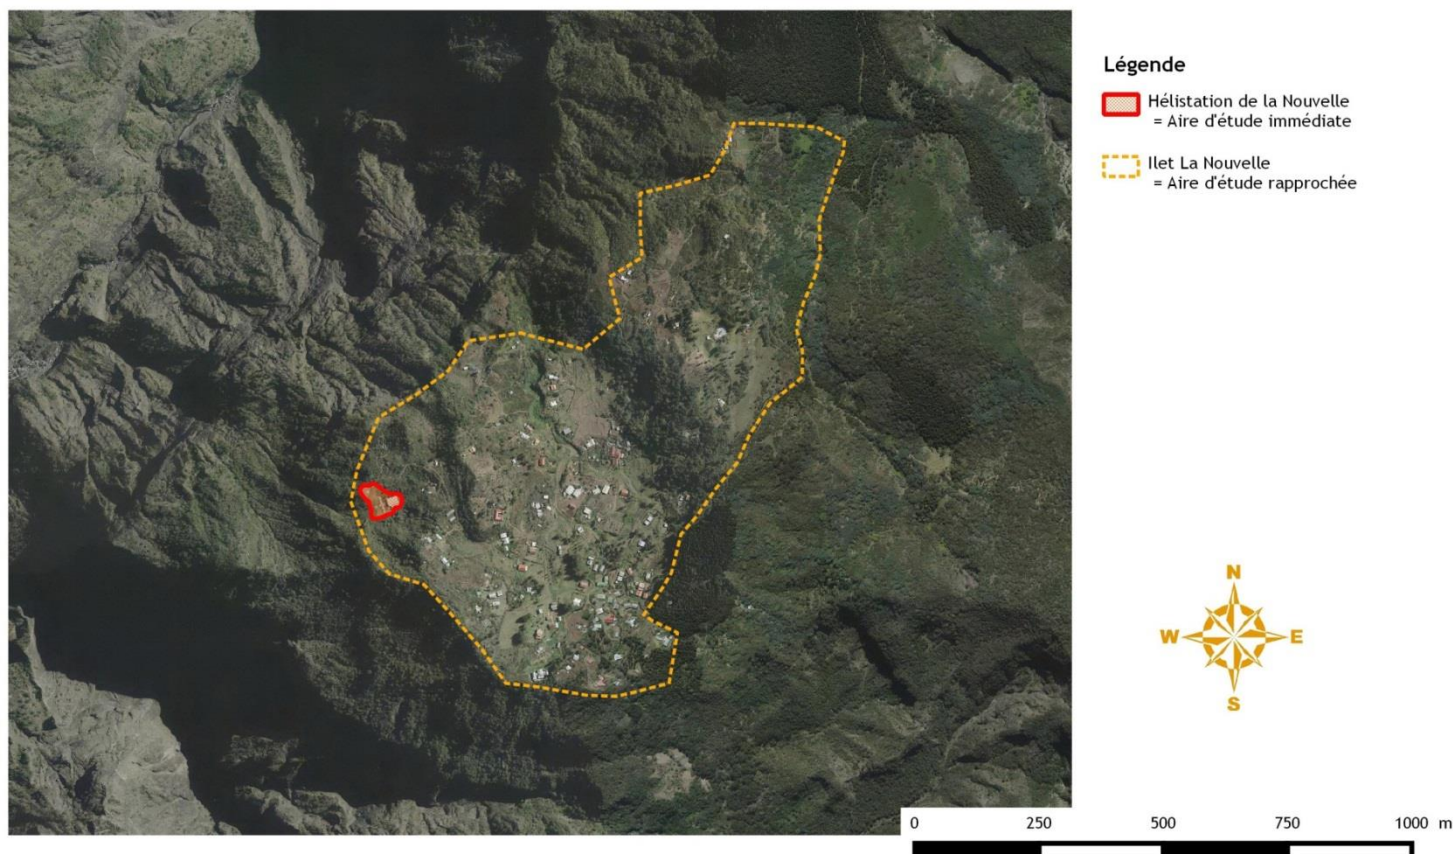 Légende
Hélistation de la Nouvelle
= Aire d'étude immédiate
Ilet La Nouvelle
= Aire d'étude rapprochée
N
W E
S
0 250 500 750 1000 m